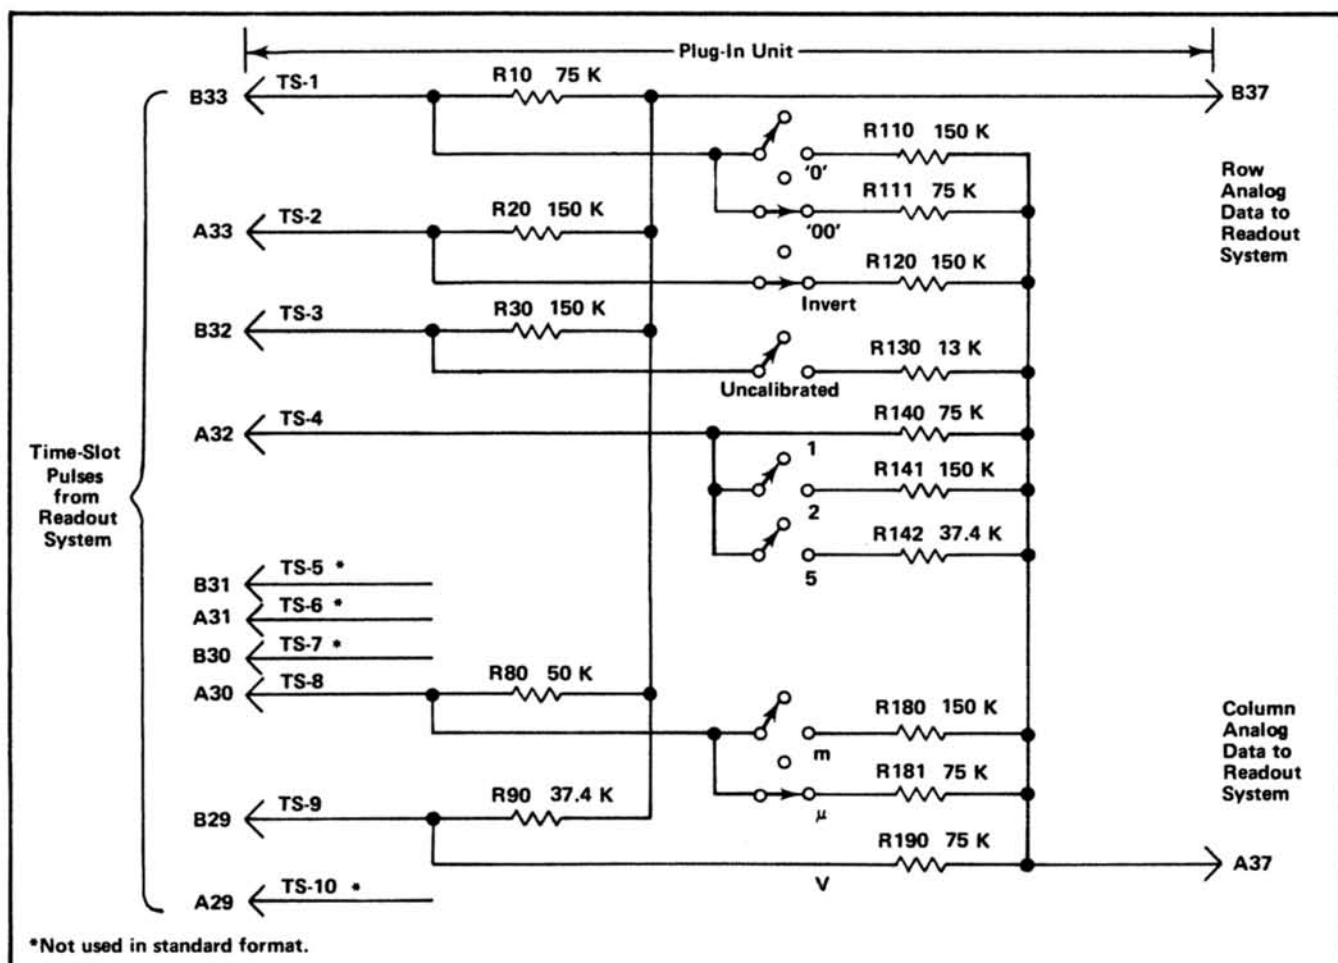 Plug-In Unit
B33 TS-1 R10 75 K B37
R110 150 K
'0'
Row
Analog
Data to
Readout
System
R111 75 K
'00'
A33 TS-2 R20 150 K
R120 150 K
Invert
B32 TS-3 R30 150 K
R130 13 K
Uncalibrated
A32 TS-4 R140 75 K
1
R141 150 K
2
R142 37.4 K
5
Time-Slot
Pulses
from
Readout
System
B31 TS-5 *
A31 TS-6 *
B30 TS-7 *
A30 TS-8 R80 50 K
R180 150 K
m
Column
Analog
Data to
Readout
System
R181 75 K
μ
B29 TS-9 R90 37.4 K
R190 75 K
V
A37
A29 TS-10 *
*Not used in standard format.